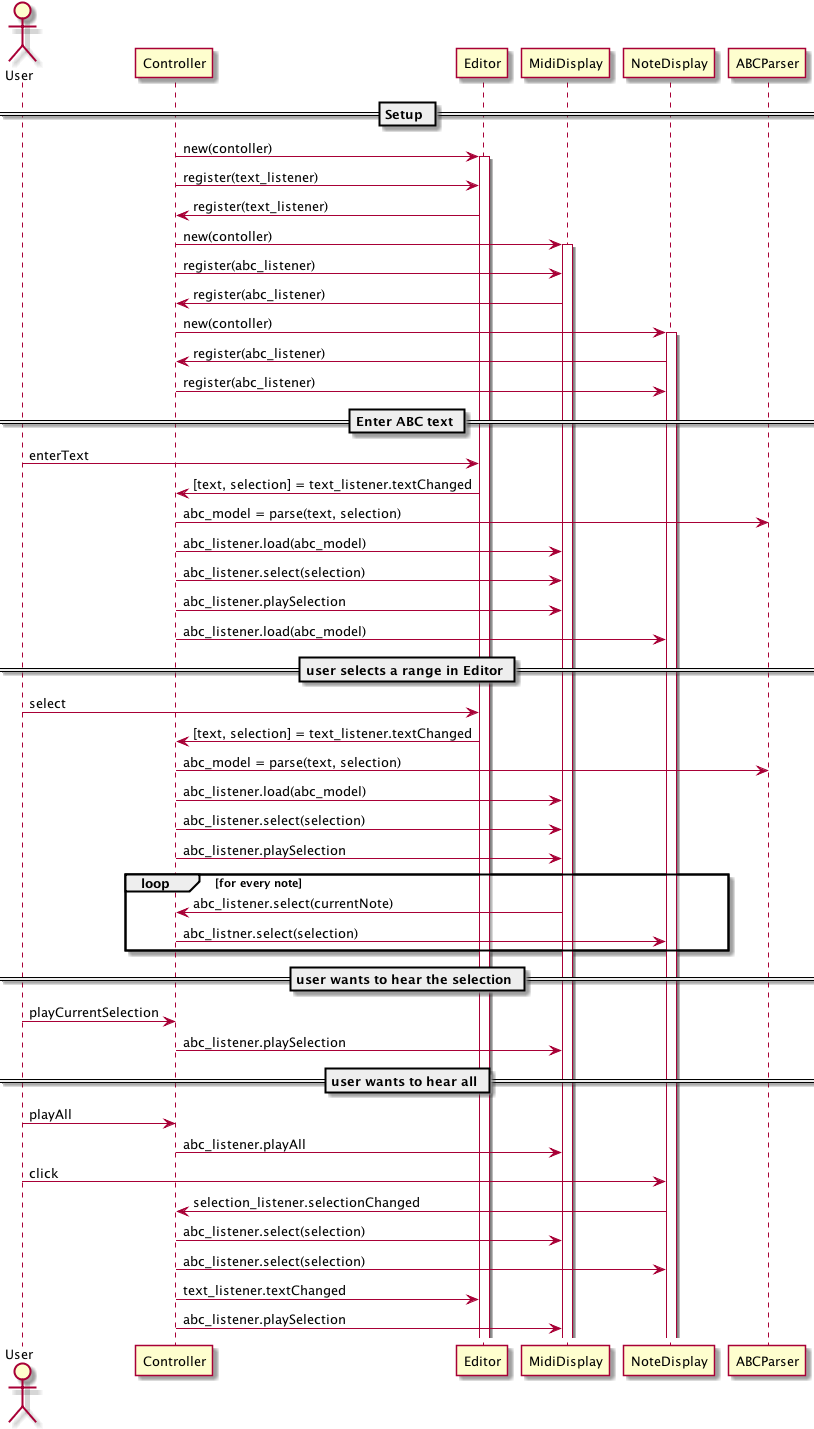 User
Controller
Editor
MidiDisplay
NoteDisplay
ABCParser
Setup
new(contoller)
register(text_listener)
register(text_listener)
new(contoller)
register(abc_listener)
register(abc_listener)
new(contoller)
register(abc_listener)
register(abc_listener)
Enter ABC text
enterText
[text, selection] = text_listener.textChanged
abc_model = parse(text, selection)
abc_listener.load(abc_model)
abc_listener.select(selection)
abc_listener.playSelection
abc_listener.load(abc_model)
user selects a range in Editor
select
[text, selection] = text_listener.textChanged
abc_model = parse(text, selection)
abc_listener.load(abc_model)
abc_listener.select(selection)
abc_listener.playSelection
loop [for every note]
abc_listener.select(currentNote)
abc_listner.select(selection)
user wants to hear the selection
playCurrentSelection
abc_listener.playSelection
user wants to hear all
playAll
abc_listener.playAll
click
selection_listener.selectionChanged
abc_listener.select(selection)
abc_listener.select(selection)
text_listener.textChanged
abc_listener.playSelection
User
Controller
Editor
MidiDisplay
NoteDisplay
ABCParser